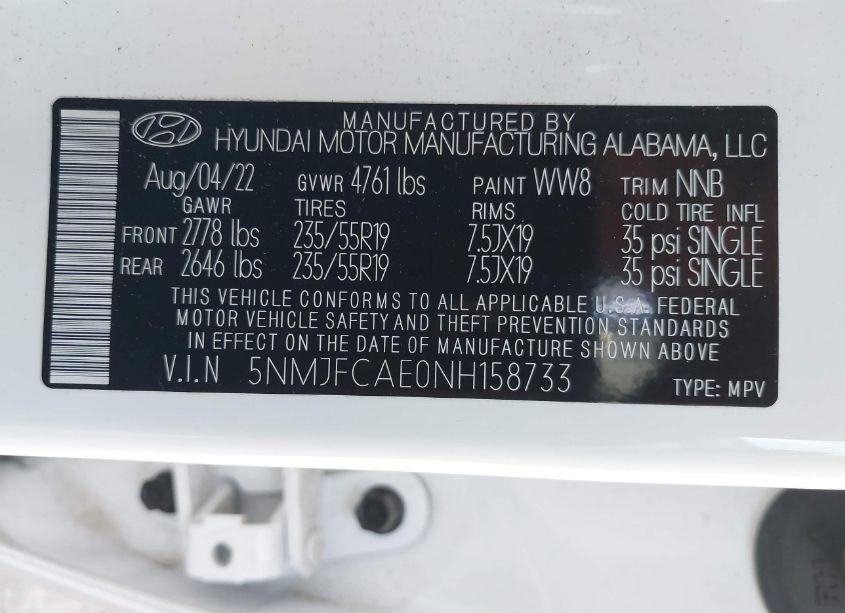 MANUFACTURED BY
HYUNDAI MOTOR MANUFACTURING ALABAMA, LLC
Aug/04/22 GVWR 4761 lbs PAINT WW8 TRIM NNB
GAWR TIRES RIMS COLD TIRE INFL
FRONT 2778 lbs 235/55R19 7.5JX19 35 psi SINGLE
REAR 2646 lbs 235/55R19 7.5JX19 35 psi SINGLE
THIS VEHICLE CONFORMS TO ALL APPLICABLE U.S.A. FEDERAL
MOTOR VEHICLE SAFETY AND THEFT PREVENTION STANDARDS
IN EFFECT ON THE DATE OF MANUFACTURE SHOWN ABOVE
V.I.N 5NMJFCAE0NH158733 TYPE: MPV